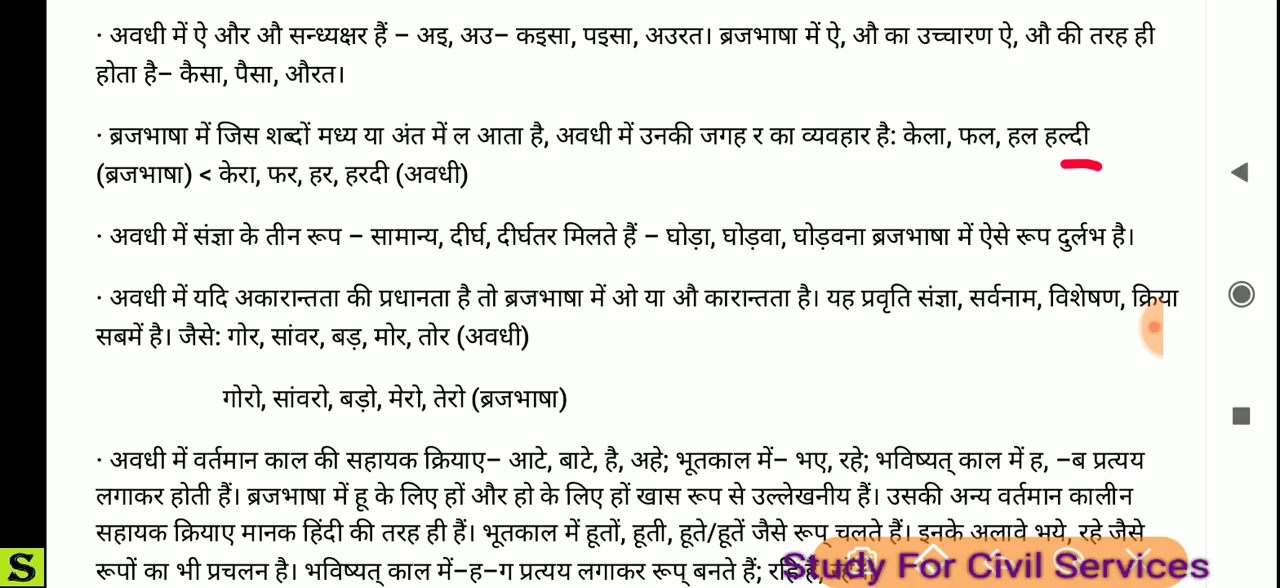 · अवधी में ऐ और औ सन्ध्यक्षर हैं – अइ, अउ– कइसा, पइसा, अउरत। ब्रजभाषा में ऐ, औ का उच्चारण ऐ, औ की तरह ही
होता है– कैसा, पैसा, औरत।
· ब्रजभाषा में जिस शब्दों मध्य या अंत में ल आता है, अवधी में उनकी जगह र का व्यवहार है: केला, फल, हल हल्दी
(ब्रजभाषा) < केरा, फर, हर, हरदी (अवधी)
· अवधी में संज्ञा के तीन रूप – सामान्य, दीर्घ, दीर्घतर मिलते हैं – घोड़ा, घोड़वा, घोड़वना ब्रजभाषा में ऐसे रूप दुर्लभ है।
· अवधी में यदि अकारान्तता की प्रधानता है तो ब्रजभाषा में ओ या औ कारान्तता है। यह प्रवृति संज्ञा, सर्वनाम, विशेषण, क्रिया
सबमें है। जैसे: गोर, सांवर, बड़, मोर, तोर (अवधी)
गोरो, सांवरो, बड़ो, मेरो, तेरो (ब्रजभाषा)
· अवधी में वर्तमान काल की सहायक क्रियाए– आटे, बाटे, है, अहे; भूतकाल में– भए, रहे; भविष्यत् काल में ह, –ब प्रत्यय
लगाकर होती हैं। ब्रजभाषा में हू के लिए हों और हो के लिए हों खास रूप से उल्लेखनीय हैं। उसकी अन्य वर्तमान कालीन
सहायक क्रियाए मानक हिंदी की तरह ही हैं। भूतकाल में हूतों, हूती, हूते/हूतें जैसे रूप् चलते हैं। इनके अलावे भये, रहे जैसे
रूपों का भी प्रचलन है। भविष्यत् काल में–ह–ग प्रत्यय लगाकर रूप् बनते हैं;
S
Study For Civil Services